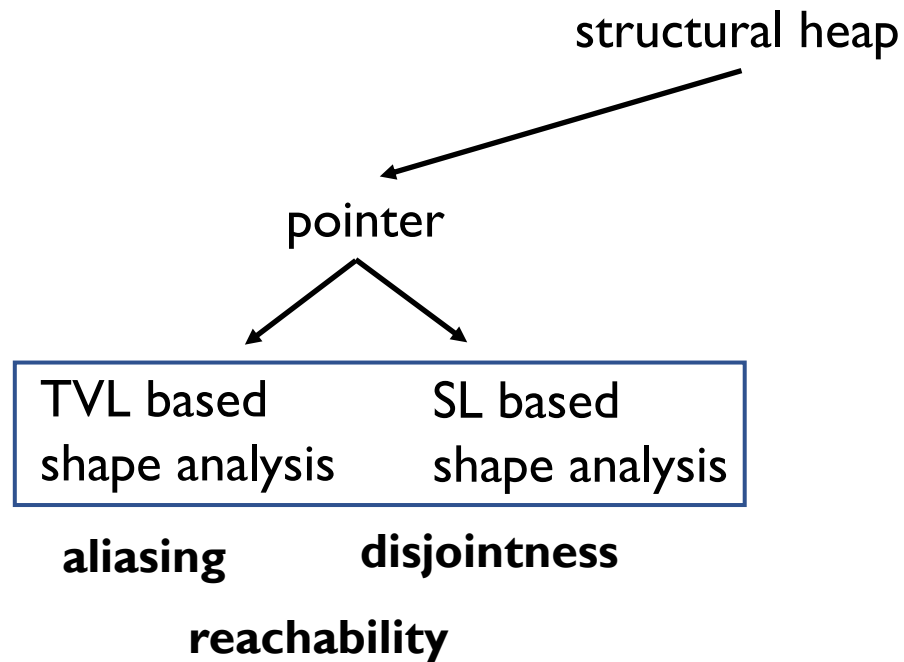 structural heap
pointer
TVL based
shape analysis
SL based
shape analysis
aliasing
disjointness
reachability